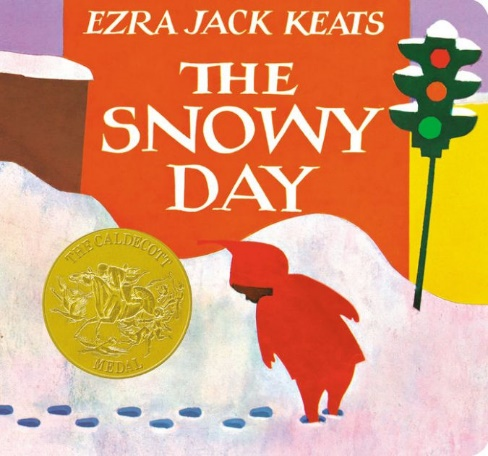 EZRA JACK KEATS
THE
SNOWY
DAY
THE CALDECOTT
MEDAL